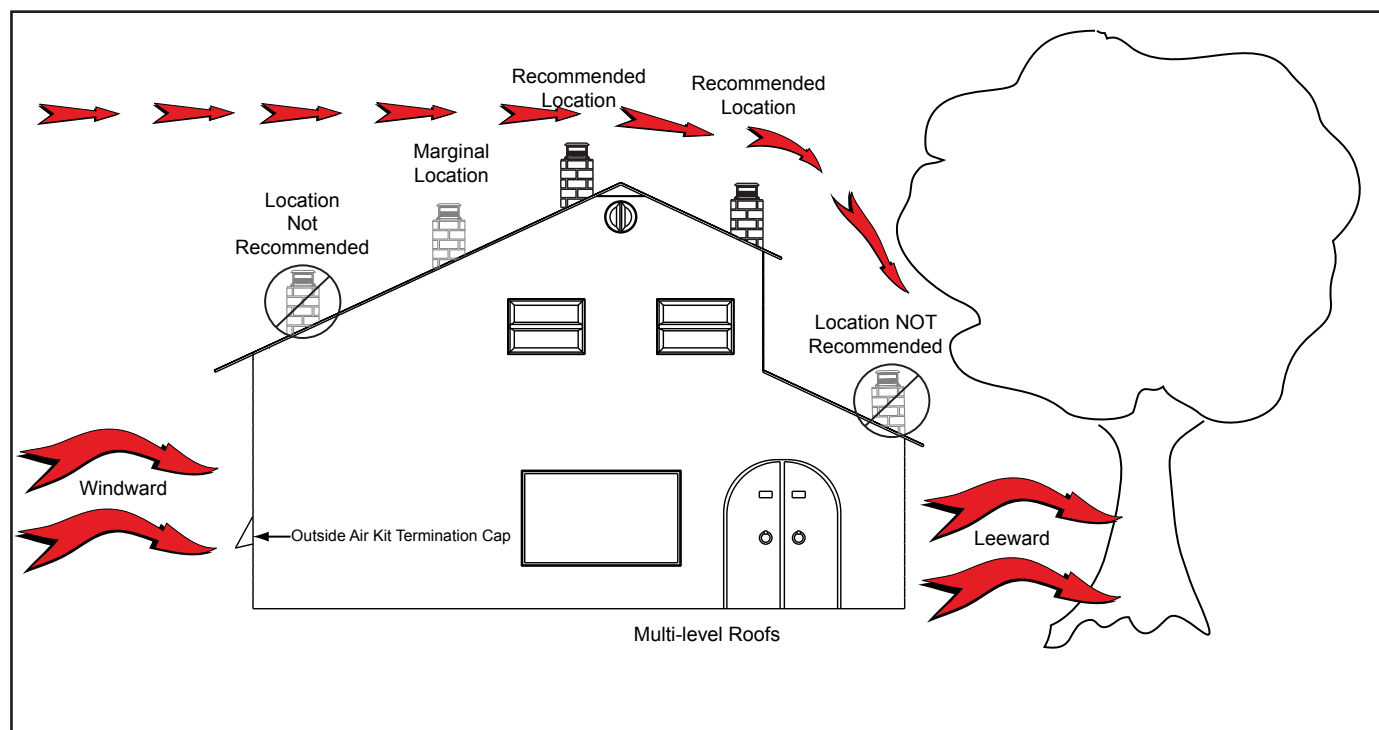 Recommended
Location
Recommended
Location
Marginal
Location
Location
Not
Recommended
Location NOT
Recommended
Windward
Outside Air Kit Termination Cap
Leeward
Multi-level Roofs